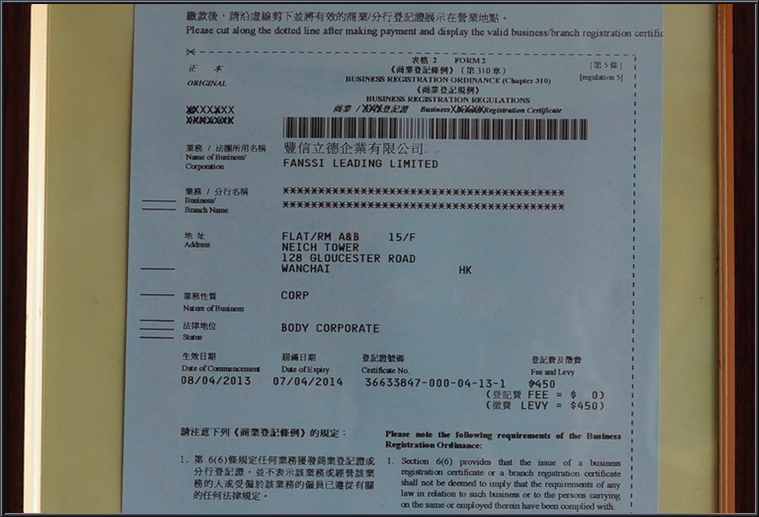 繳款後，請沿虛線剪下並將有效的商業/分行登記證展示在營業地點。
Please cut along the dotted line after making payment and display the valid business/branch registration certific
表格 2 FORM 2
[第5條]
正 本
《商業登記條例》（第 310 章）
ORIGINAL
BUSINESS REGISTRATION ORDINANCE (Chapter 310)
[regulation 5]
《商業登記規例》
BUSINESS REGISTRATION REGULATIONS
商業 / 登記證 Business Registration Certificate
業務 / 法團所用名稱
豐信立德企業有限公司
Name of Business/
Corporation
FANSSI LEADING LIMITED
業務 / 分行名稱
****************************************
Business/
Branch Name
****************************************
地 址
Address
FLAT/RM A&B 15/F
NEICH TOWER
128 GLOUCESTER ROAD
WANCHAI HK
業務性質
CORP
Nature of Business
法律地位
BODY CORPORATE
Status
生效日期 屆滿日期 登記證號碼 登記費及徵費
Date of Commencement Date of Expiry Certificate No. Fee and Levy
08/04/2013 07/04/2014 36633847-000-04-13-1 $450
(登記費 FEE = $ 0)
(徵費 LEVY = $450)
請注意下列《商業登記條例》的規定：
Please note the following requirements of the Business
Registration Ordinance:
1. 第 6(6)條規定任何業務獲發商業登記證或
分行登記證，並不表示該業務或經營該業
務的人或受僱於該業務的僱員已遵從有關
的任何法律規定。
1. Section 6(6) provides that the issue of a business
registration certificate or a branch registration certificate
shall not be deemed to imply that the requirements of any
law in relation to such business or to the persons carrying
on the same or employed therein have been complied with.